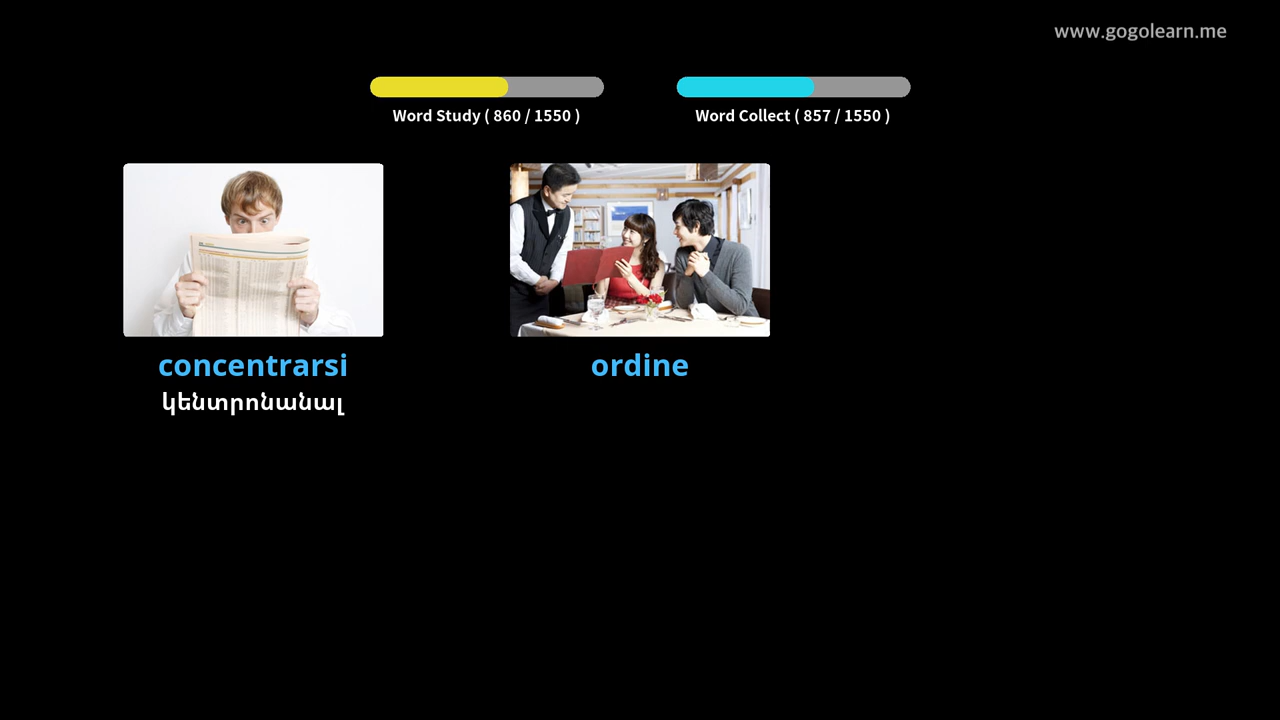 www.gogolearn.me
Word Study ( 860 / 1550 )
Word Collect ( 857 / 1550 )
concentrarsi
կենտրոնանալ
ordine